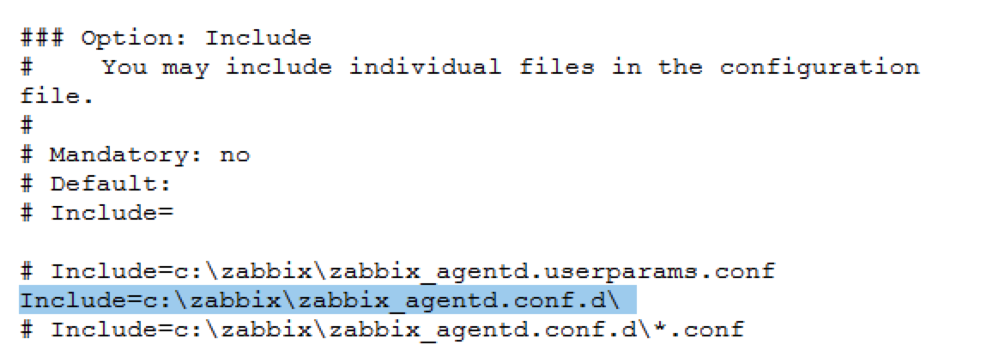 ### Option: Include
#    You may include individual files in the configuration
file.
#
# Mandatory: no
# Default:
# Include=
# Include=c:\zabbix\zabbix_agentd.userparams.conf
Include=c:\zabbix\zabbix_agentd.conf.d\
# Include=c:\zabbix\zabbix_agentd.conf.d\*.conf